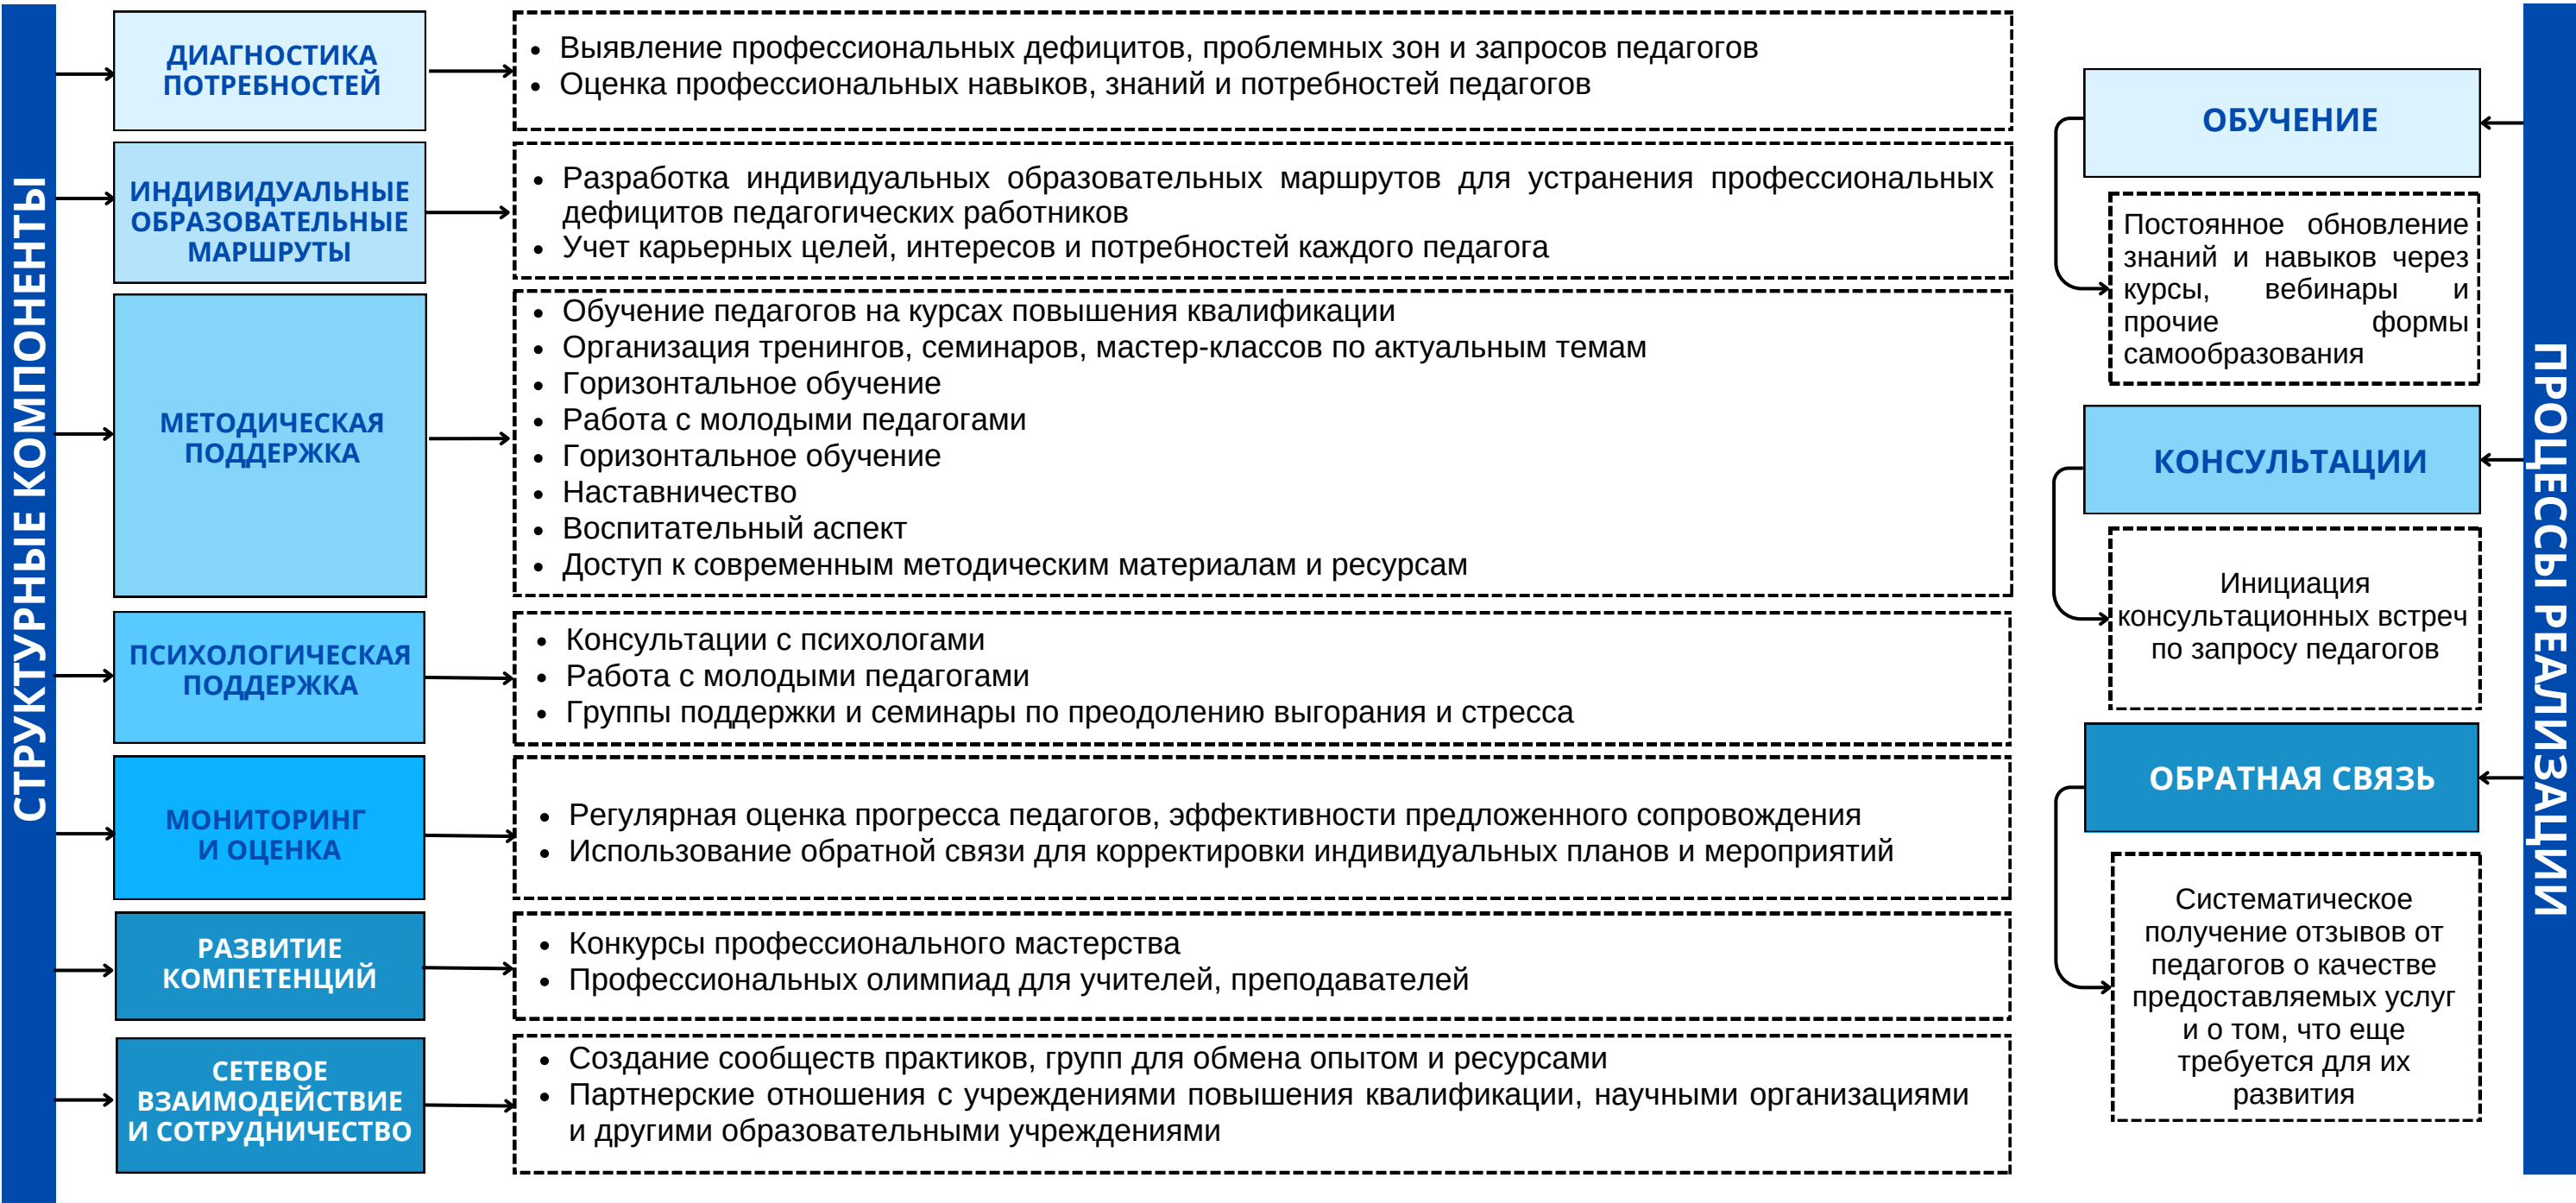 СТРУКТУРНЫЕ КОМПОНЕНТЫ
ДИАГНОСТИКА
ПОТРЕБНОСТЕЙ
• Выявление профессиональных дефицитов, проблемных зон и запросов педагогов
• Оценка профессиональных навыков, знаний и потребностей педагогов
ИНДИВИДУАЛЬНЫЕ
ОБРАЗОВАТЕЛЬНЫЕ
МАРШРУТЫ
• Разработка индивидуальных образовательных маршрутов для устранения профессиональных
дефицитов педагогических работников
• Учет карьерных целей, интересов и потребностей каждого педагога
МЕТОДИЧЕСКАЯ
ПОДДЕРЖКА
• Обучение педагогов на курсах повышения квалификации
• Организация тренингов, семинаров, мастер-классов по актуальным темам
• Горизонтальное обучение
• Работа с молодыми педагогами
• Горизонтальное обучение
• Наставничество
• Воспитательный аспект
• Доступ к современным методическим материалам и ресурсам
ПСИХОЛОГИЧЕСКАЯ
ПОДДЕРЖКА
• Консультации с психологами
• Работа с молодыми педагогами
• Группы поддержки и семинары по преодолению выгорания и стресса
МОНИТОРИНГ
И ОЦЕНКА
• Регулярная оценка прогресса педагогов, эффективности предложенного сопровождения
• Использование обратной связи для корректировки индивидуальных планов и мероприятий
РАЗВИТИЕ
КОМПЕТЕНЦИЙ
• Конкурсы профессионального мастерства
• Профессиональных олимпиад для учителей, преподавателей
СЕТЕВОЕ
ВЗАИМОДЕЙСТВИЕ
И СОТРУДНИЧЕСТВО
• Создание сообществ практиков, групп для обмена опытом и ресурсами
• Партнерские отношения с учреждениями повышения квалификации, научными организациями
и другими образовательными учреждениями
ПРОЦЕССЫ РЕАЛИЗАЦИИ
ОБУЧЕНИЕ
Постоянное обновление
знаний и навыков через
курсы, вебинары и
прочие формы
самообразования
КОНСУЛЬТАЦИИ
Инициация
консультационных встреч
по запросу педагогов
ОБРАТНАЯ СВЯЗЬ
Систематическое
получение отзывов от
педагогов о качестве
предоставляемых услуг
и о том, что еще
требуется для их
развития